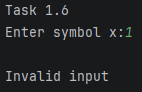 Task 1.6
Enter symbol x:1
Invalid input